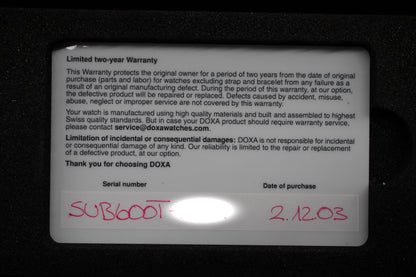 Limited two-year Warranty
This Warranty protects the original owner for a period of two years from the date of original
purchase (parts and labor) for watches excluding strap and bracelet from any failure as a
result of an original manufacturing defect. During the period of this warranty, at our option,
the defective product will be repaired or replaced. Defects caused by accident, misuse,
abuse, neglect or improper service are not covered by this warranty.
Your watch is manufactured using high quality materials and built and assembled to highest
Swiss quality standards. But in case your DOXA product should require warranty service,
please contact service@doxawatches.com.
Limitation of incidental or consequential damages: DOXA is not responsible for incidental
or consequential damages of any kind. Our reliability is limited to the repair or replacement
of a defective product, at our option.
Thank you for choosing DOXA
Serial number Date of purchase
SUB600T- 2.1203